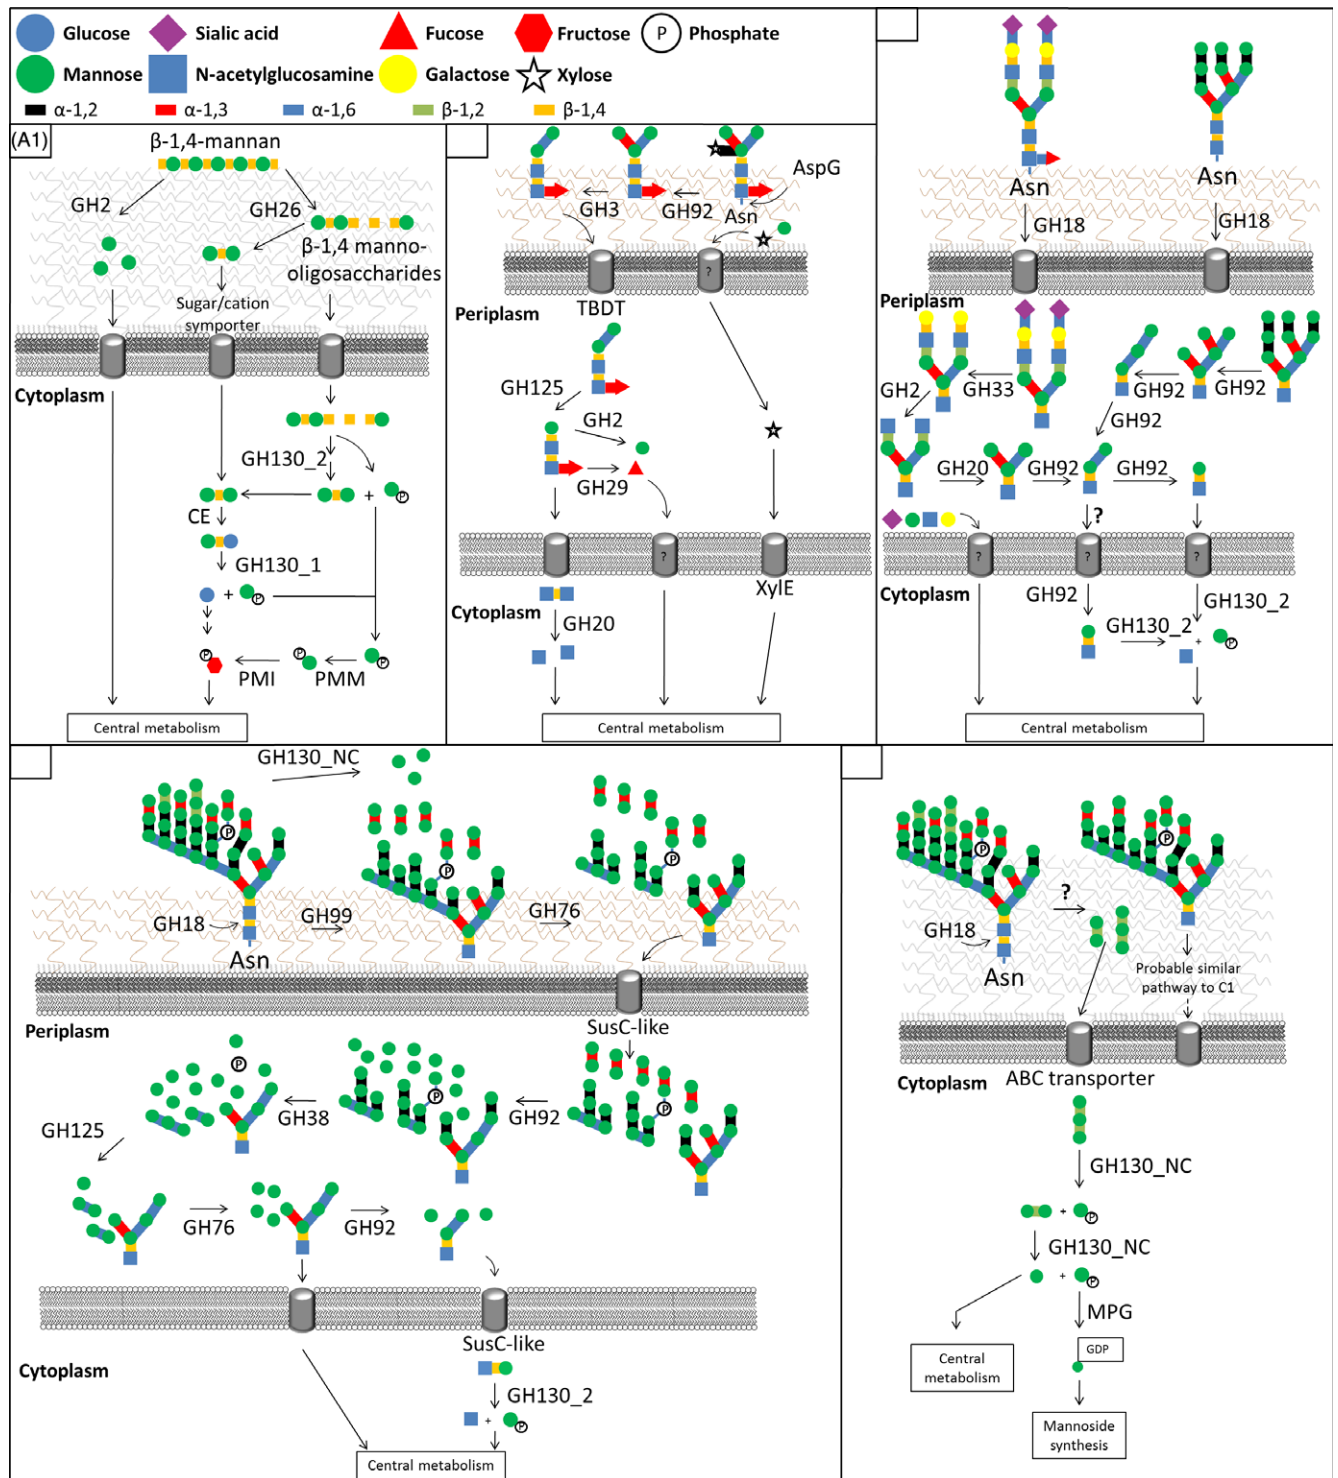 Glucose
Sialic acid
Fucose
Fructose
P
Phosphate
Mannose
N-acetylglucosamine
Galactose
Xylose
α-1,2
α-1,3
α-1,6
β-1,2
β-1,4
(A1)
β-1,4-mannan
GH2
GH26
β-1,4 manno-
oligosaccharides
Sugar/cation
symporter
Cytoplasm
GH130_2
+
P
CE
GH130_1
+
P
P
P
P
PMI
PMM
Central metabolism
AspG
GH3
GH92
Asn
?
TBDT
Periplasm
GH125
GH2
GH29
?
XylE
Cytoplasm
GH20
Central metabolism
Asn
Asn
GH18
GH18
Periplasm
GH2
GH33
GH92
GH92
GH92
GH20
GH92
GH92
?
?
?
?
Cytoplasm
GH92
GH130_2
GH130_2
+
P
Central metabolism
GH130_NC
P
P
P
GH18
GH99
GH76
Asn
Periplasm
SusC-like
P
P
P
GH38
GH92
GH125
GH76
GH92
SusC-like
Cytoplasm
GH130_2
+
P
Central metabolism
P
P
?
GH18
Asn
Probable similar
pathway to C1
Cytoplasm
ABC transporter
GH130_NC
+
P
GH130_NC
+
P
MPG
GDP
Central
metabolism
Mannoside
synthesis